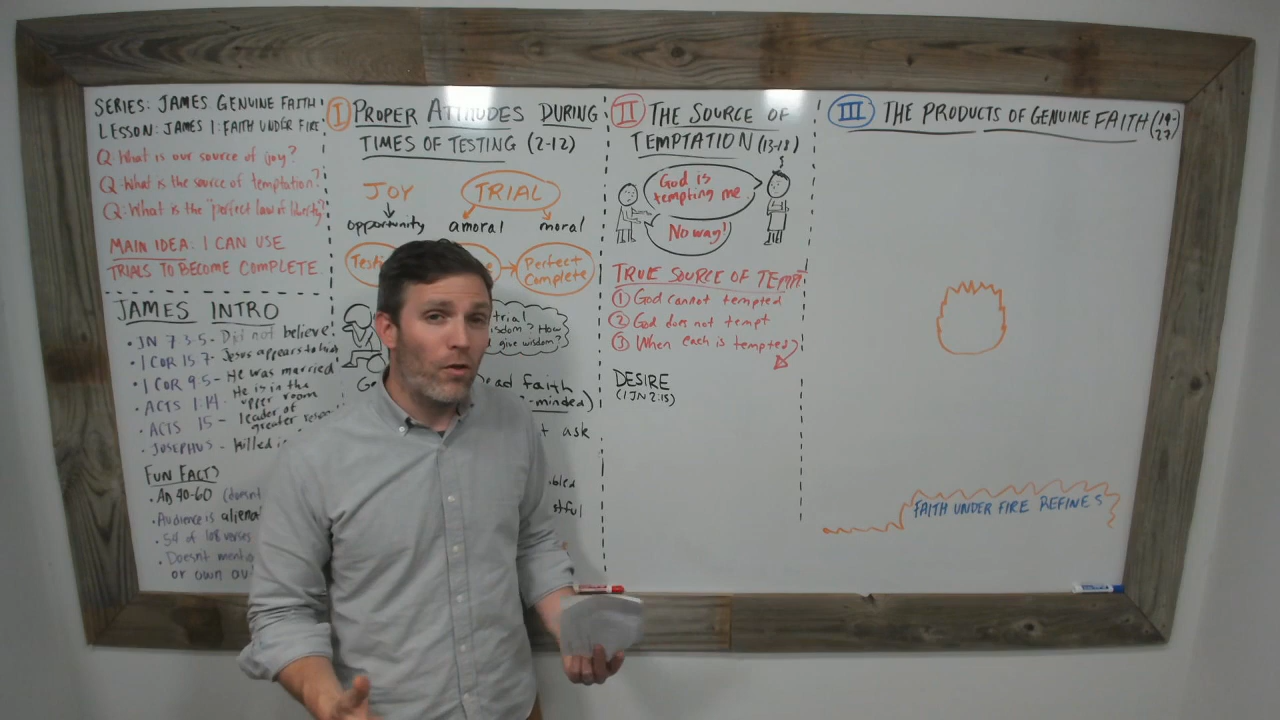 SERIES: JAMES GENUINE FAITH
LESSON: JAMES 1: FAITH UNDER FIRE
Q: What is our source of joy?
Q: What is the source of temptation?
Q: What is the "perfect law of liberty"?
MAIN IDEA: I CAN USE
TRIALS TO BECOME COMPLETE
JAMES INTRO
• JN 7 3-5- Did not believe!
• 1 COR 15:7- Jesus appears to
• 1 COR 9:5- He was married
• ACTS 1:14- He is in the
upper room
• ACTS 15- leader of
greater
• JOSEPHUS - killed
FUN FACTS
• AD 40-60
• Audience is
• 54 of 108 verses
• Doesnt
or own
I PROPER ATTITUDES DURING
TIMES OF TESTING (2-12)
JOY TRIAL
opportunity amoral moral
Perfect
Complete
trial
How
give wisdom?
faith
minded)
ask
II THE SOURCE OF
TEMPTATION (13-18)
God is
tempting me
No way!
TRUE SOURCE OF TEMPT
1 God cannot tempted
2 God does not tempt
3 When each is tempted
DESIRE
(1 JN 2:15)
III THE PRODUCTS OF GENUINE FAITH (19-
27)
FAITH UNDER FIRE REFINES